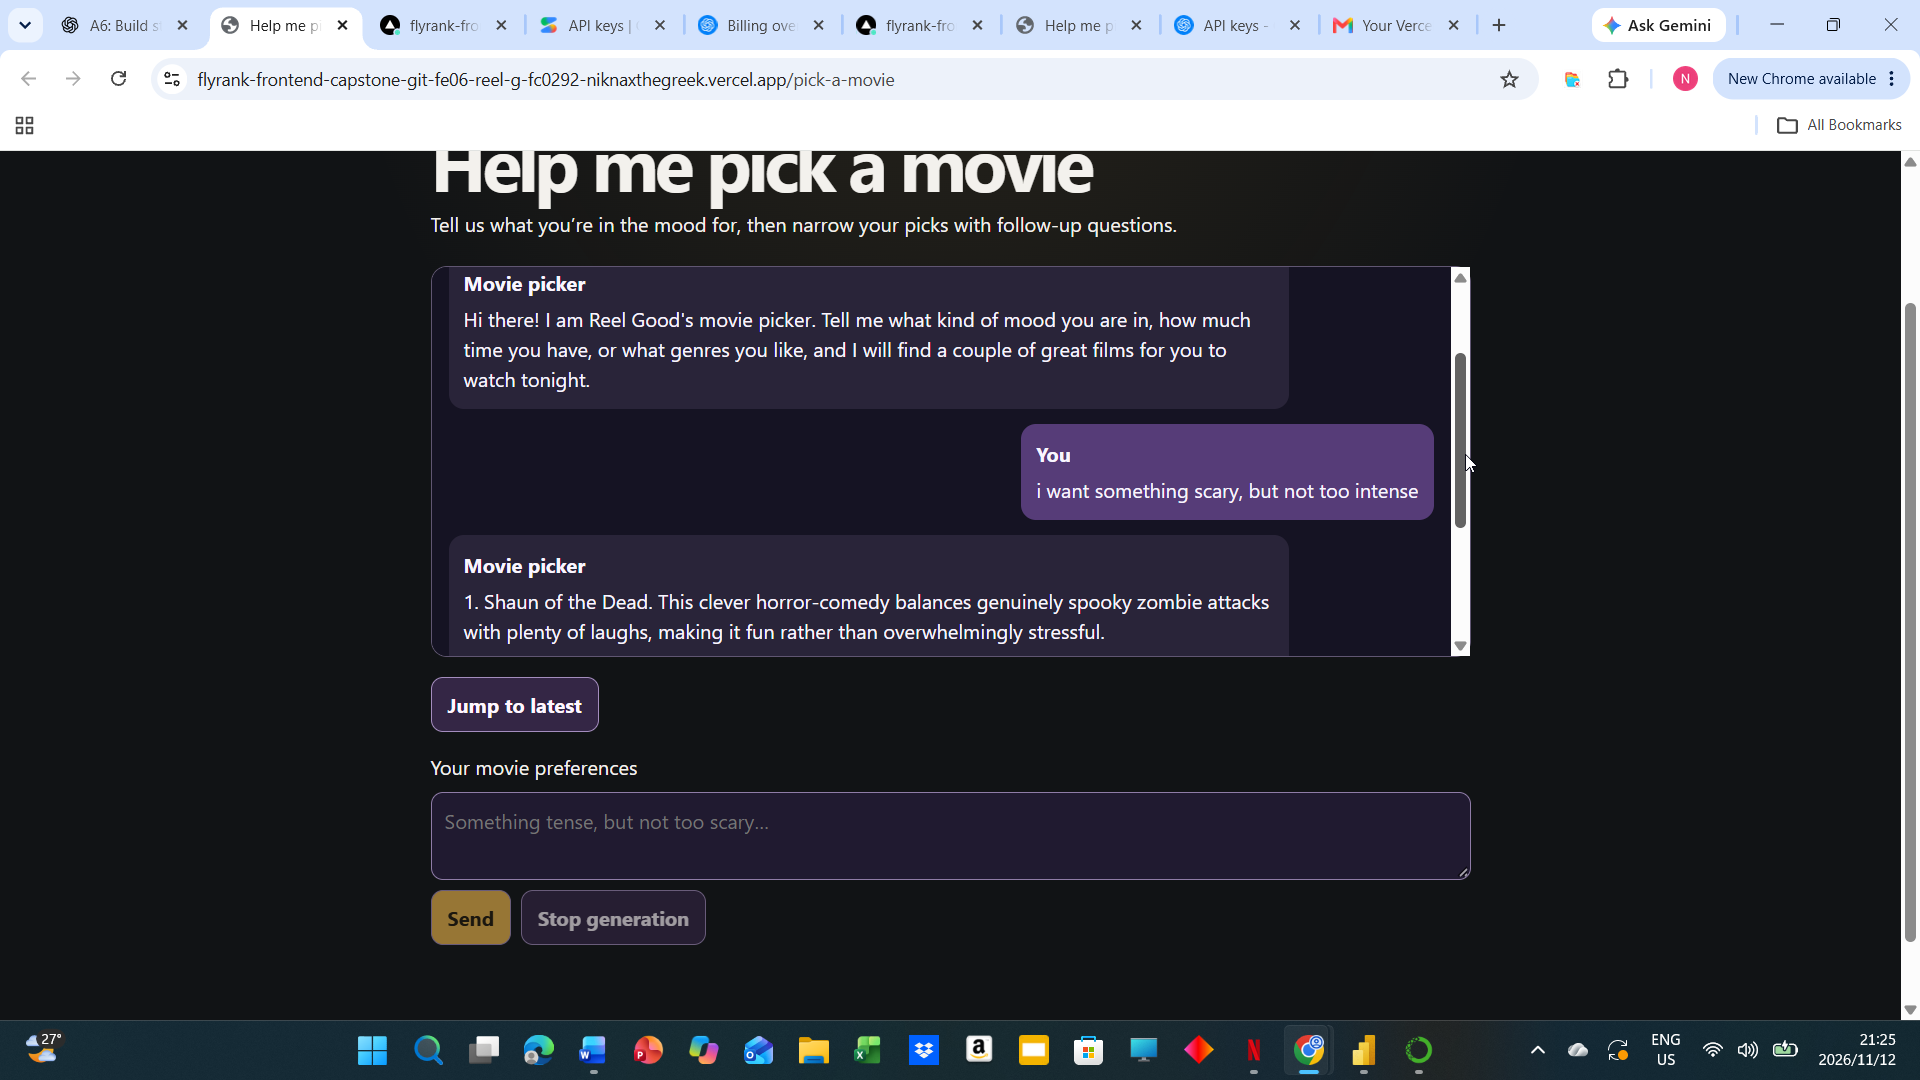 A6: Build s
Help me p
flyrank-fro
API keys |
Billing ove
flyrank-fro
Help me p
API keys -
Your Verce
Ask Gemini
flyrank-frontend-capstone-git-fe06-reel-g-fc0292-niknaxthegreek.vercel.app/pick-a-movie
N
New Chrome available
All Bookmarks
Help me pick a movie
Tell us what you’re in the mood for, then narrow your picks with follow-up questions.
Movie picker
Hi there! I am Reel Good's movie picker. Tell me what kind of mood you are in, how much
time you have, or what genres you like, and I will find a couple of great films for you to
watch tonight.
You
i want something scary, but not too intense
Movie picker
1. Shaun of the Dead. This clever horror-comedy balances genuinely spooky zombie attacks
with plenty of laughs, making it fun rather than overwhelmingly stressful.
Jump to latest
Your movie preferences
Something tense, but not too scary...
Send
Stop generation
27°
ENG
US
21:25
2026/11/12